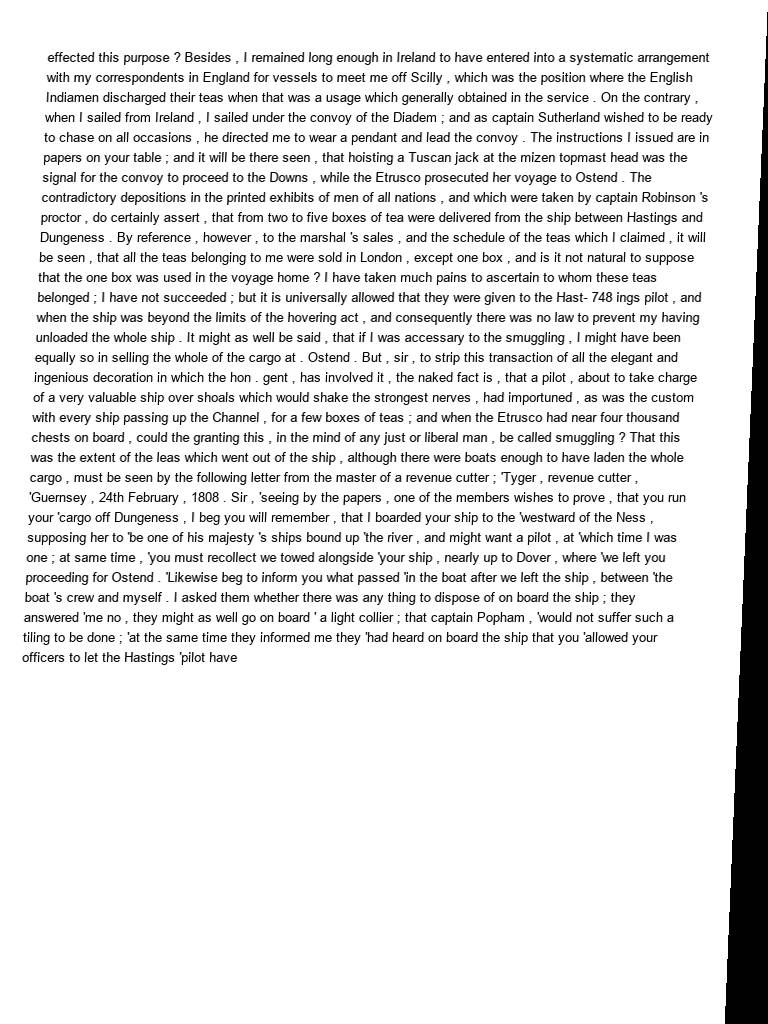 effected this purpose ? Besides , I remained long enough in Ireland to have entered into a systematic arrangement
with my correspondents in England for vessels to meet me off Scilly , which was the position where the English
Indiamen discharged their teas when that was a usage which generally obtained in the service . On the contrary ,
when I sailed from Ireland , I sailed under the convoy of the Diadem ; and as captain Sutherland wished to be ready
to chase on all occasions , he directed me to wear a pendant and lead the convoy . The instructions I issued are in
papers on your table ; and it will be there seen , that hoisting a Tuscan jack at the mizen topmast head was the
signal for the convoy to proceed to the Downs , while the Etrusco prosecuted her voyage to Ostend . The
contradictory depositions in the printed exhibits of men of all nations , and which were taken by captain Robinson 's
proctor , do certainly assert , that from two to five boxes of tea were delivered from the ship between Hastings and
Dungeness . By reference , however , to the marshal 's sales , and the schedule of the teas which I claimed , it will
be seen , that all the teas belonging to me were sold in London , except one box , and is it not natural to suppose
that the one box was used in the voyage home ? I have taken much pains to ascertain to whom these teas
belonged ; I have not succeeded ; but it is universally allowed that they were given to the Hast- 748 ings pilot , and
when the ship was beyond the limits of the hovering act , and consequently there was no law to prevent my having
unloaded the whole ship . It might as well be said , that if I was accessary to the smuggling , I might have been
equally so in selling the whole of the cargo at . Ostend . But , sir , to strip this transaction of all the elegant and
ingenious decoration in which the hon . gent , has involved it , the naked fact is , that a pilot , about to take charge
of a very valuable ship over shoals which would shake the strongest nerves , had importuned , as was the custom
with every ship passing up the Channel , for a few boxes of teas ; and when the Etrusco had near four thousand
chests on board , could the granting this , in the mind of any just or liberal man , be called smuggling ? That this
was the extent of the leas which went out of the ship , although there were boats enough to have laden the whole
cargo , must be seen by the following letter from the master of a revenue cutter ; 'Tyger , revenue cutter ,
'Guernsey , 24th February , 1808 . Sir , 'seeing by the papers , one of the members wishes to prove , that you run
your 'cargo off Dungeness , I beg you will remember , that I boarded your ship to the 'westward of the Ness ,
supposing her to 'be one of his majesty 's ships bound up 'the river , and might want a pilot , at 'which time I was
one ; at same time , 'you must recollect we towed alongside 'your ship , nearly up to Dover , where 'we left you
proceeding for Ostend . 'Likewise beg to inform you what passed 'in the boat after we left the ship , between 'the
boat 's crew and myself . I asked them whether there was any thing to dispose of on board the ship ; they
answered 'me no , they might as well go on board ' a light collier ; that captain Popham , 'would not suffer such a
tiling to be done ; 'at the same time they informed me they 'had heard on board the ship that you 'allowed your
officers to let the Hastings 'pilot have